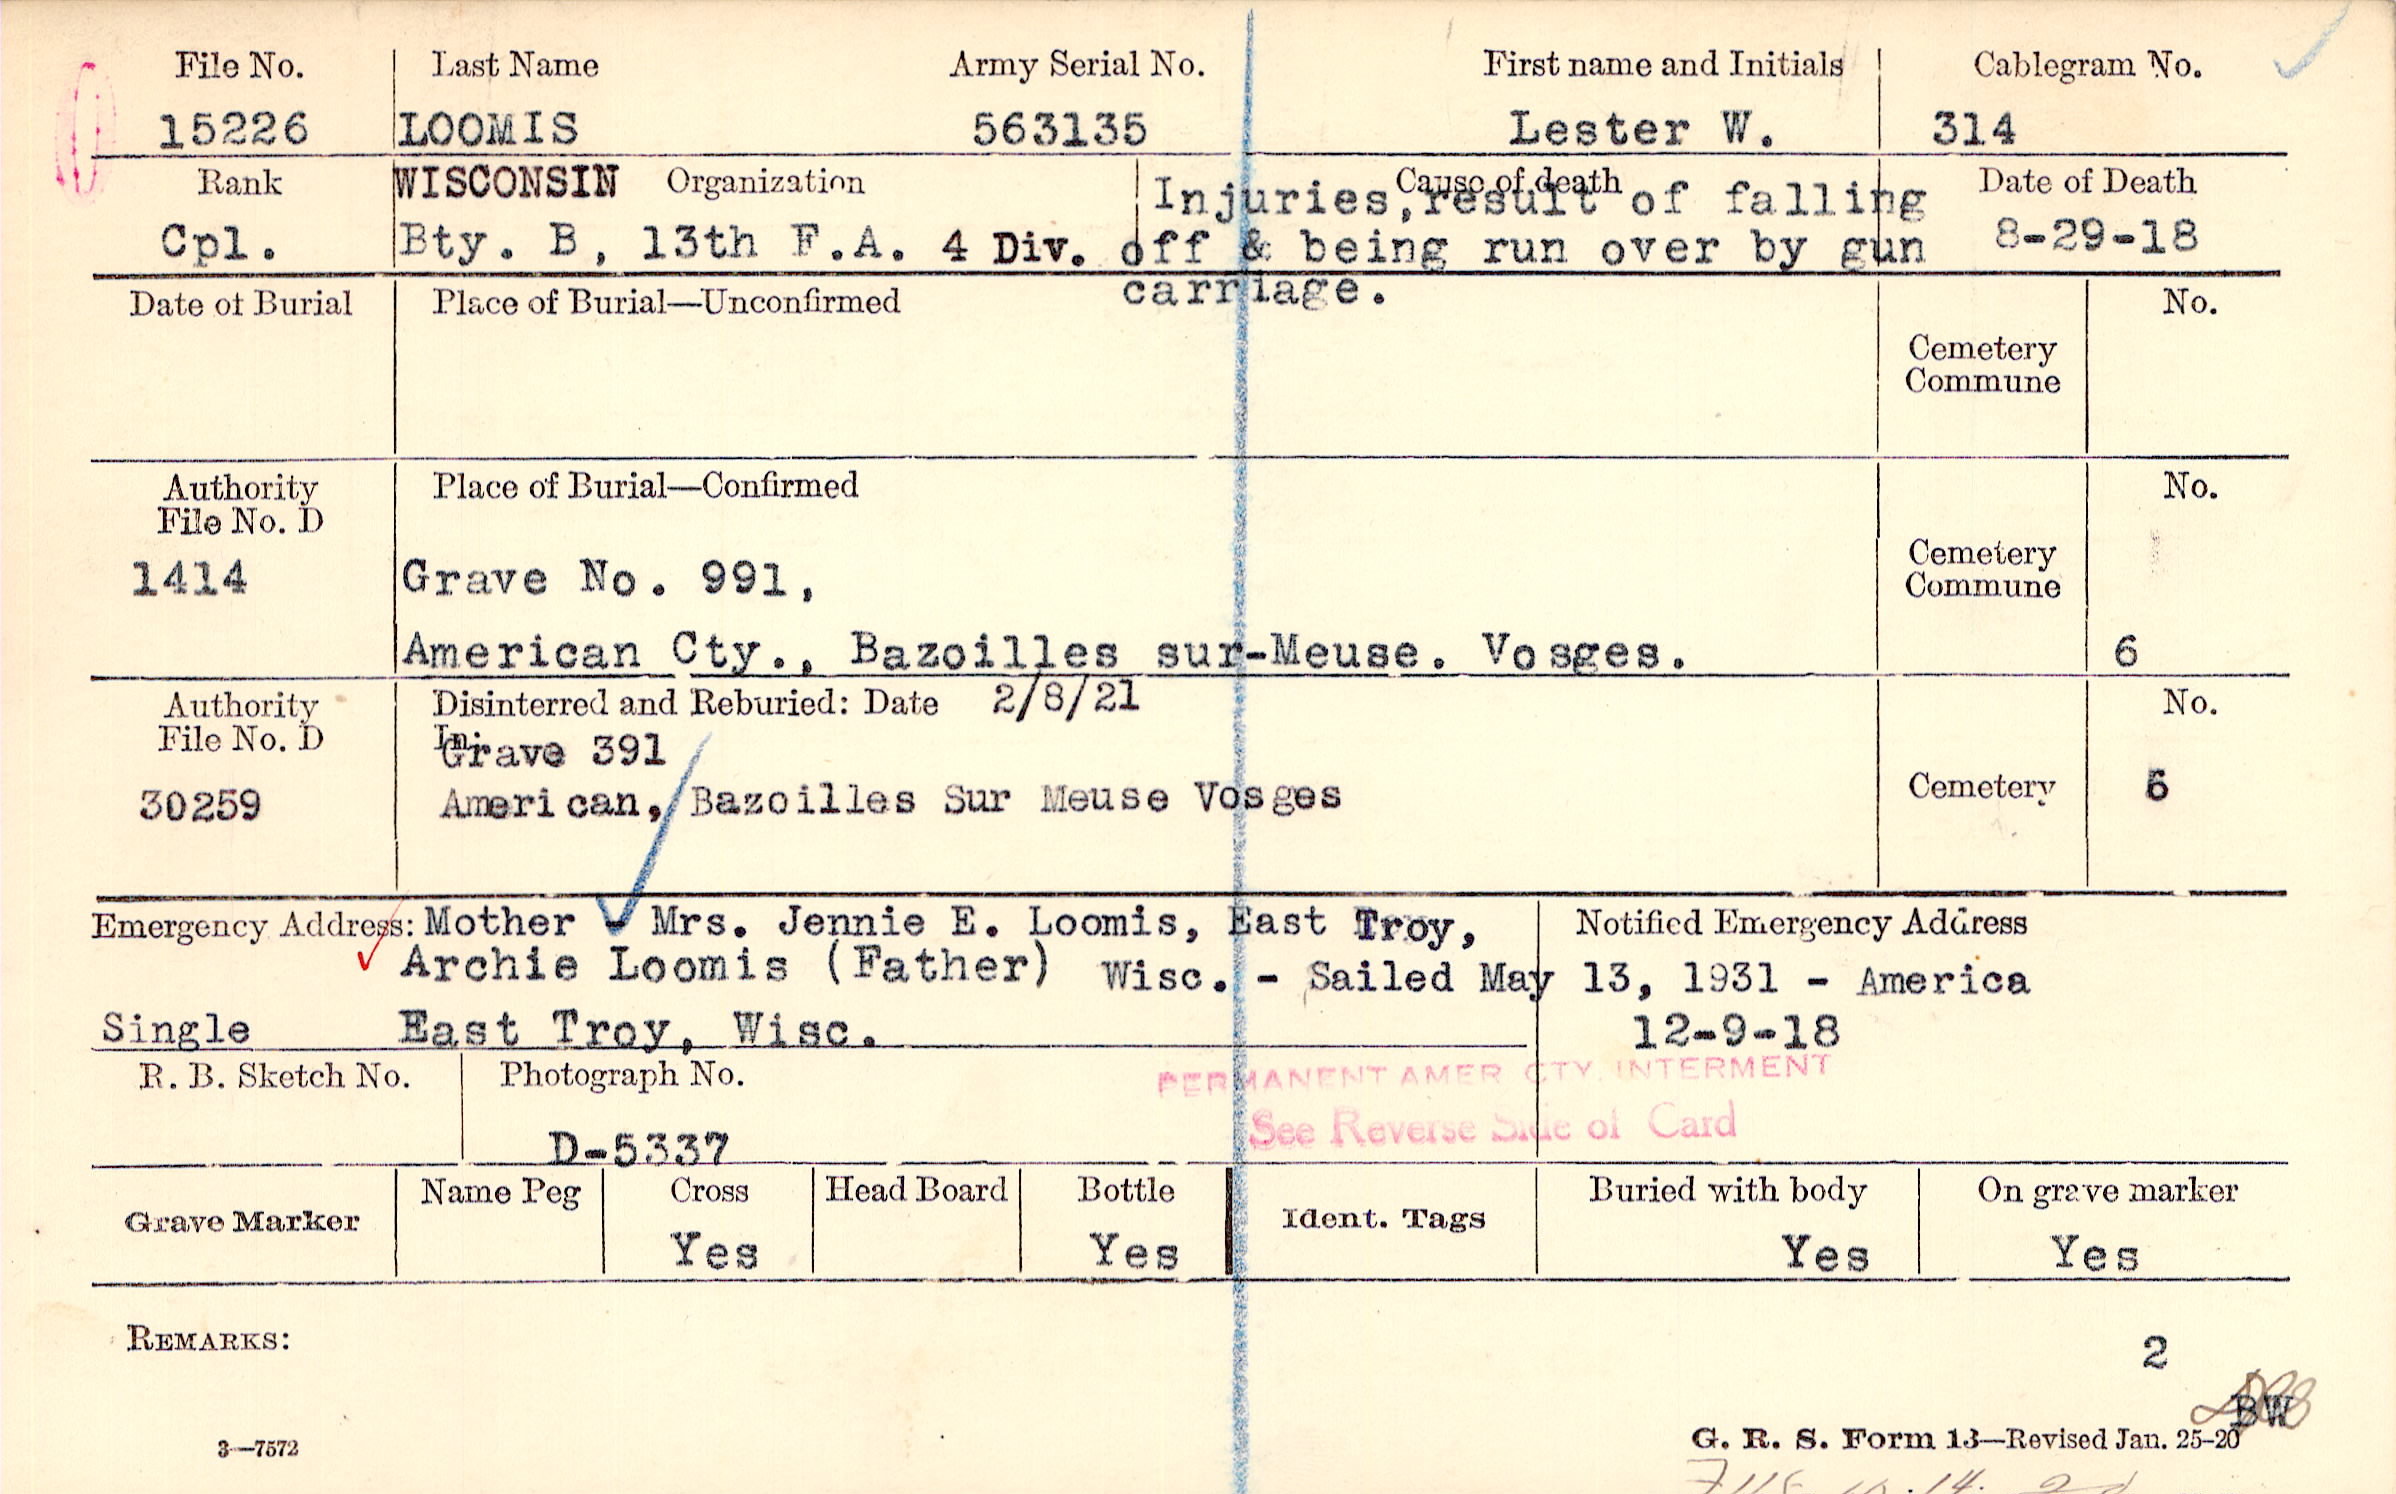 File No. Last Name Army Serial No. First name and Initials Cablegram No.
15226 LOOMIS 563135 Lester W. 314
Rank WISCONSIN Organization Cause of death Date of Death
Injuries, result of falling
Cpl. Bty. B, 13th F.A. 4 Div. off & being run over by gun 8-29-18
carriage.
Date of Burial Place of Burial—Unconfirmed No.
Cemetery
Commune
Authority Place of Burial—Confirmed No.
File No. D
Cemetery
1414 Grave No. 991, Commune
American Cty., Bazoilles sur-Meuse. Vosges. 6
Authority Disinterred and Reburied: Date 2/8/21 No.
File No. D In:
Grave 391
30259 American, Bazoilles Sur Meuse Vosges Cemetery 6
Emergency Address: Mother - Mrs. Jennie E. Loomis, East Troy, Notified Emergency Address
Archie Loomis (Father) Wisc. - Sailed May 13, 1931 - America
Single East Troy, Wisc. 12-9-18
R. B. Sketch No. Photograph No. PERMANENT AMER CTY. INTERMENT
See Reverse Side of Card
D-5337
Grave Marker Name Peg Cross Head Board Bottle Ident. Tags Buried with body On grave marker
Yes Yes Yes Yes
REMARKS:
2
BW
3—7572 G. R. S. Form 13—Revised Jan. 25-20